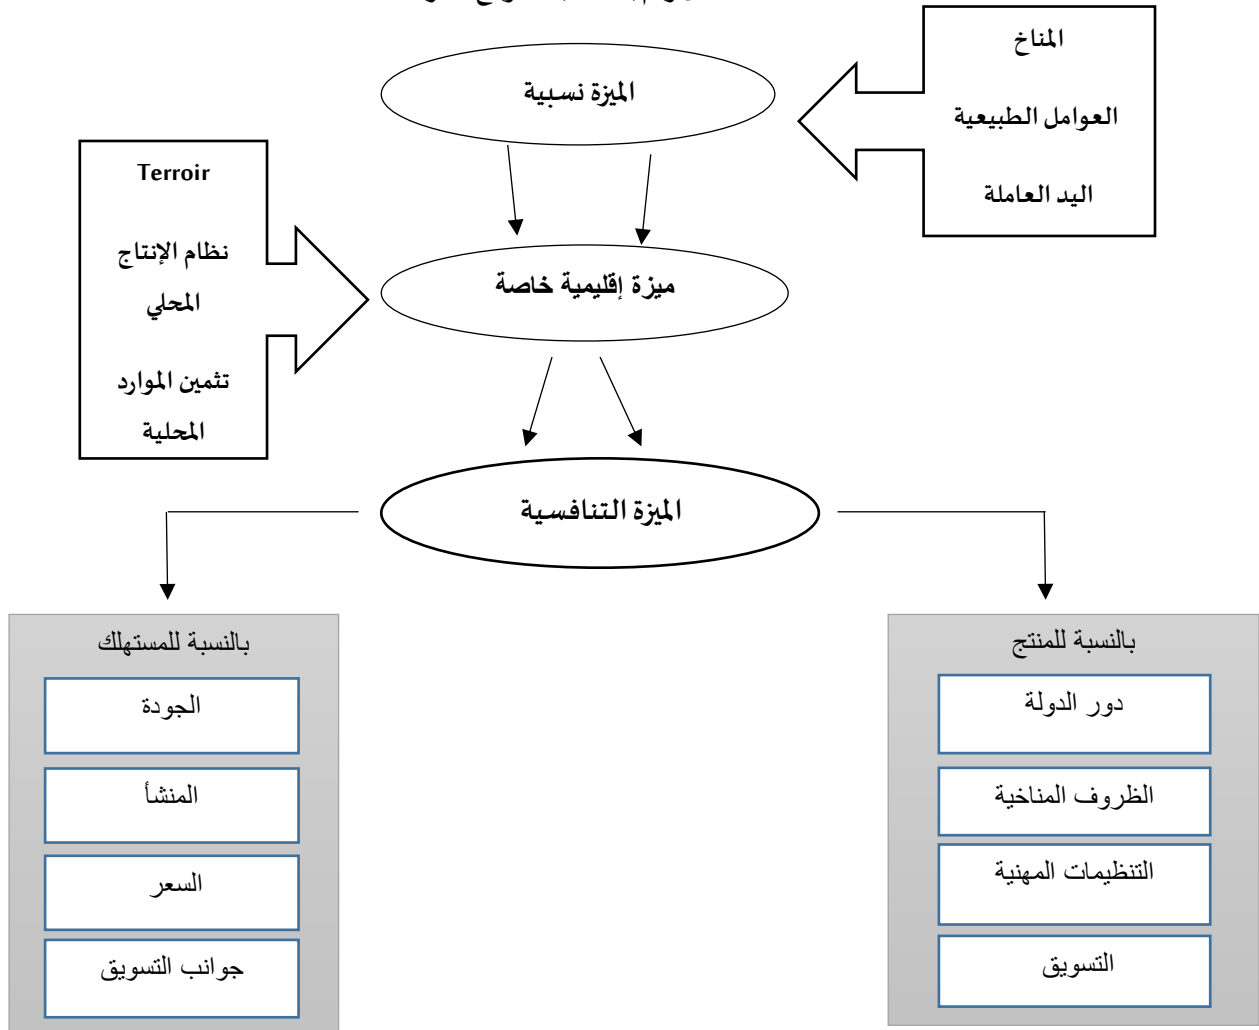 المناخ
العوامل الطبيعية
اليد العاملة
الميزة نسبية
Terroir
نظام الإنتاج
المحلي
تثمين الموارد
المحلية
ميزة إقليمية خاصة
الميزة التنافسية
بالنسبة للمنتج
دور الدولة
الظروف المناخية
التنظيمات المهنية
التسويق
بالنسبة للمستهلك
الجودة
المنشأ
السعر
جوانب التسويق